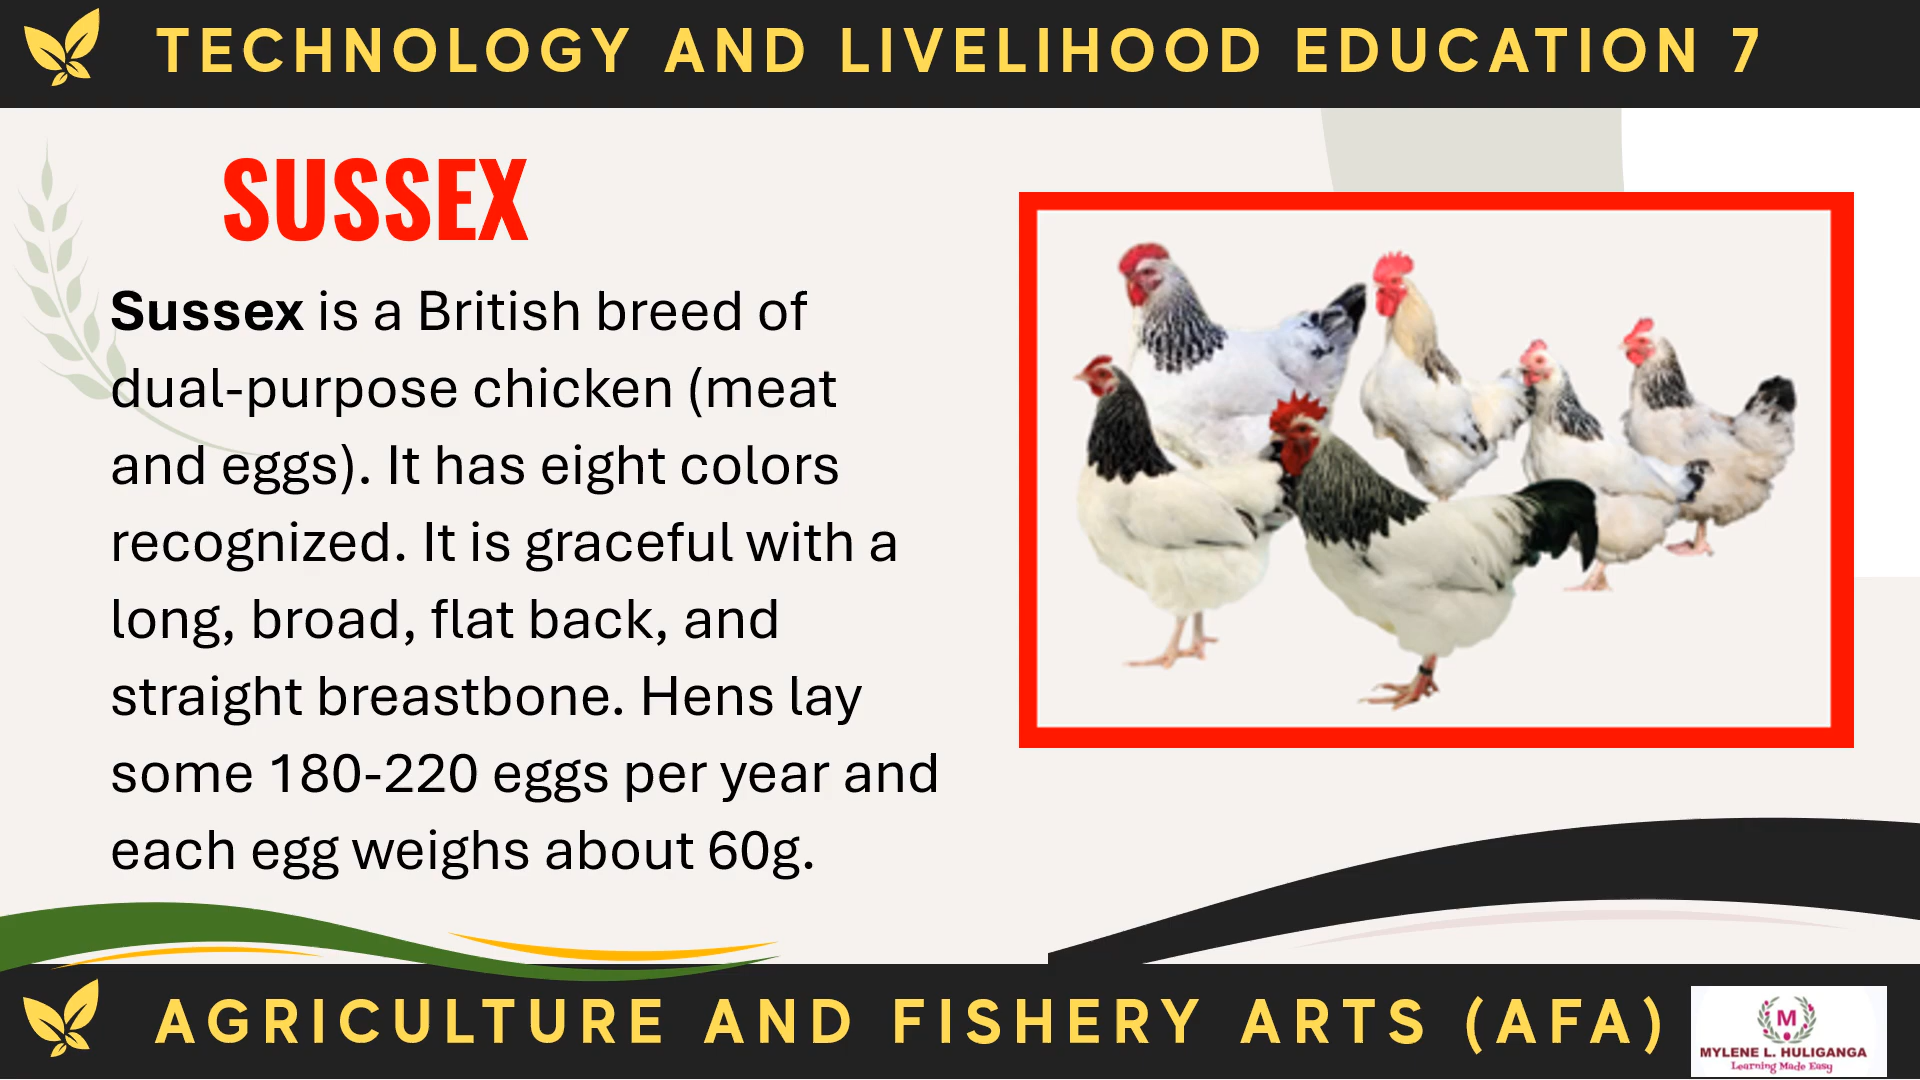 TECHNOLOGY AND LIVELIHOOD EDUCATION 7
SUSSEX
Sussex is a British breed of
dual-purpose chicken (meat
and eggs). It has eight colors
recognized. It is graceful with a
long, broad, flat back, and
straight breastbone. Hens lay
some 180-220 eggs per year and
each egg weighs about 60g.
AGRICULTURE AND FISHERY ARTS (AFA)
M
MYLENE L. HULIGANGA
Learning Made Easy